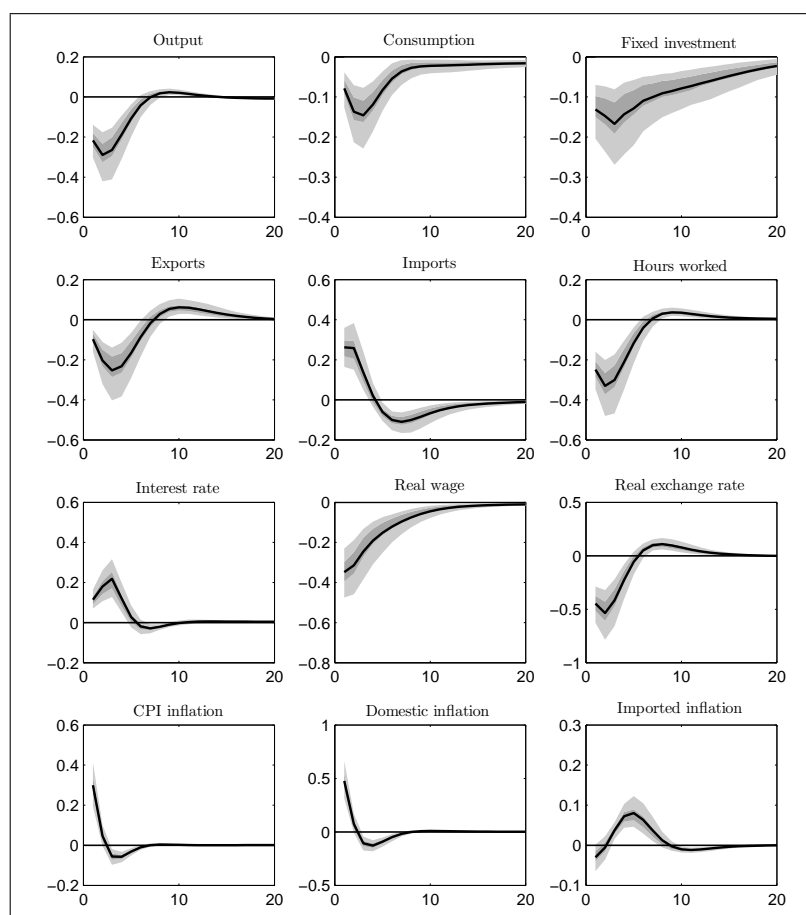 Output Consumption Fixed investment
0.2 0 0
0 −0.1 −0.1
−0.2 −0.2 −0.2
−0.4 −0.3 −0.3
−0.6 −0.4 −0.4
0 10 20 0 10 20 0 10 20
Exports Imports Hours worked
0.2 0.6 0.2
0 0.4 0
−0.2 0.2 −0.2
−0.4 0 −0.4
−0.6 −0.2 −0.6
0 10 20 0 10 20 0 10 20
Interest rate Real wage Real exchange rate
0.6 0 0.5
0.4 −0.2 0
0.2 −0.4 −0.5
0 −0.6 −1
−0.2 −0.8
0 10 20 0 10 20 0 10 20
CPI inflation Domestic inflation Imported inflation
0.6 1 0.3
0.4 0.5 0.2
0.2 0 0.1
0 −0.5 0
−0.2 −0.1
0 10 20 0 10 20 0 10 20